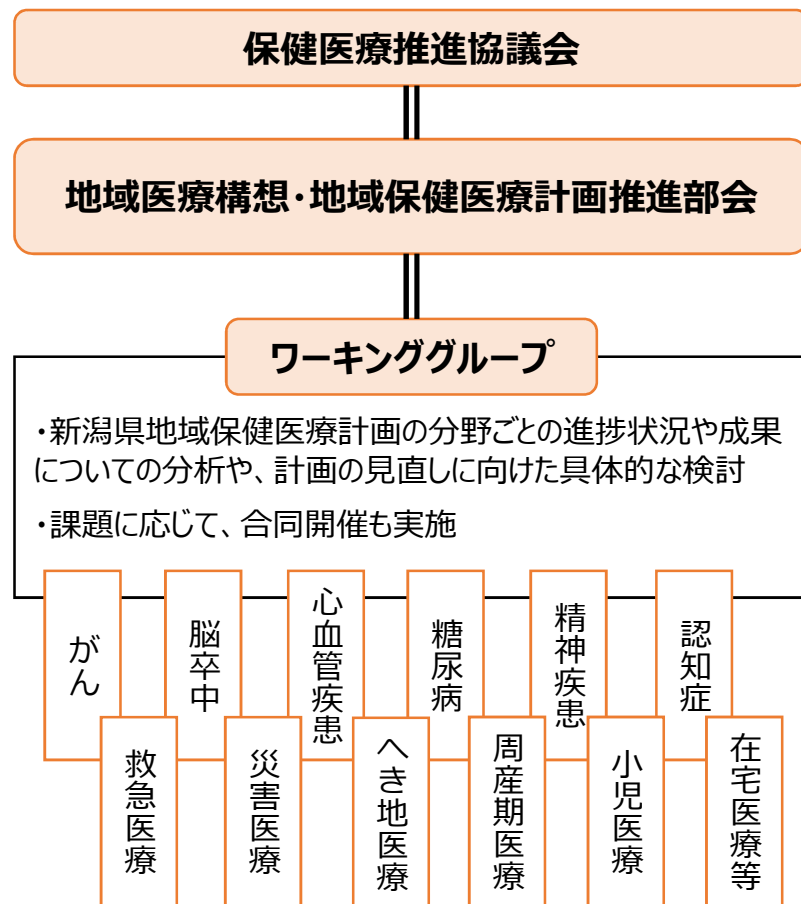 保健医療推進協議会
地域医療構想・地域保健医療計画推進部会
ワーキンググループ
・新潟県地域保健医療計画の分野ごとの進捗状況や成果
についての分析や、計画の見直しに向けた具体的な検討
・課題に応じて、合同開催も実施
がん
脳卒中
心血管疾患
糖尿病
精神疾患
認知症
救急医療
災害医療
へき地医療
周産期医療
小児医療
在宅医療等